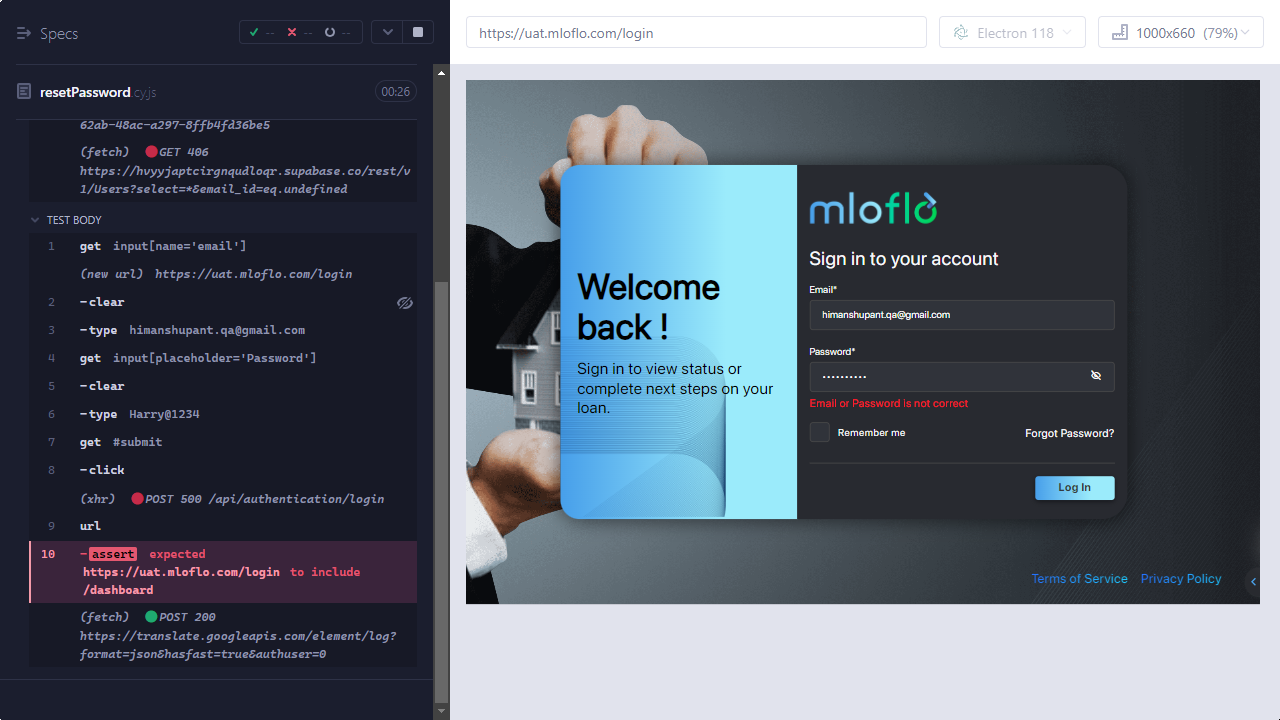 Specs
-- -- --
resetPassword.cy.js
00:26
62ab-48ac-a297-8ffb4fd36be5
(fetch) GET 406
https://hvyyjaptcirgnqudloqr.supabase.co/rest/v
1/Users?select=*&email_id=eq.undefined
TEST BODY
1 get input[name='email']
(new url) https://uat.mloflo.com/login
2 -clear
3 -type himanshupant.qa@gmail.com
4 get input[placeholder='Password']
5 -clear
6 -type Harry@1234
7 get #submit
8 -click
(xhr) POST 500 /api/authentication/login
9 url
10 -assert expected
https://uat.mloflo.com/login to include
/dashboard
(fetch) POST 200
https://translate.googleapis.com/element/log?
format=json&hasfast=true&authuser=0
https://uat.mloflo.com/login
Electron 118
1000x660 (79%)
Welcome
back !
Sign in to view status or
complete next steps on your
loan.
mloflo
Sign in to your account
Email*
himanshupant.qa@gmail.com
Password*
••••••••••
Email or Password is not correct
Remember me
Forgot Password?
Log In
Terms of Service
Privacy Policy